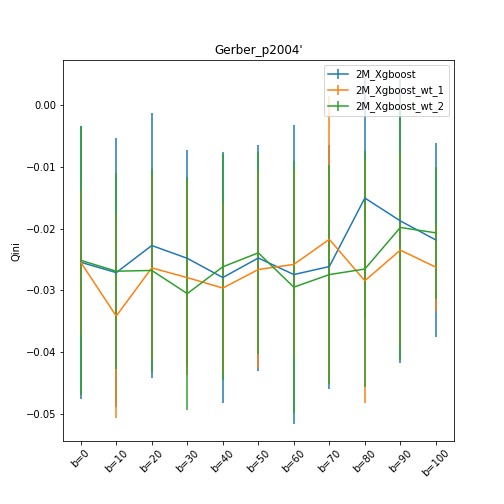 Gerber_p2004'
2M_Xgboost
2M_Xgboost_wt_1
2M_Xgboost_wt_2
0.00
−0.01
−0.02
−0.03
−0.04
−0.05
Qini
b=0
b=10
b=20
b=30
b=40
b=50
b=60
b=70
b=80
b=90
b=100